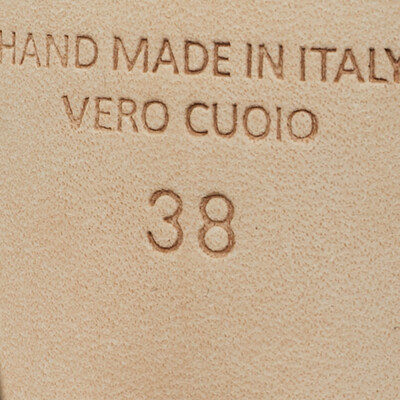 HAND MADE IN ITALY
VERO CUOIO
38